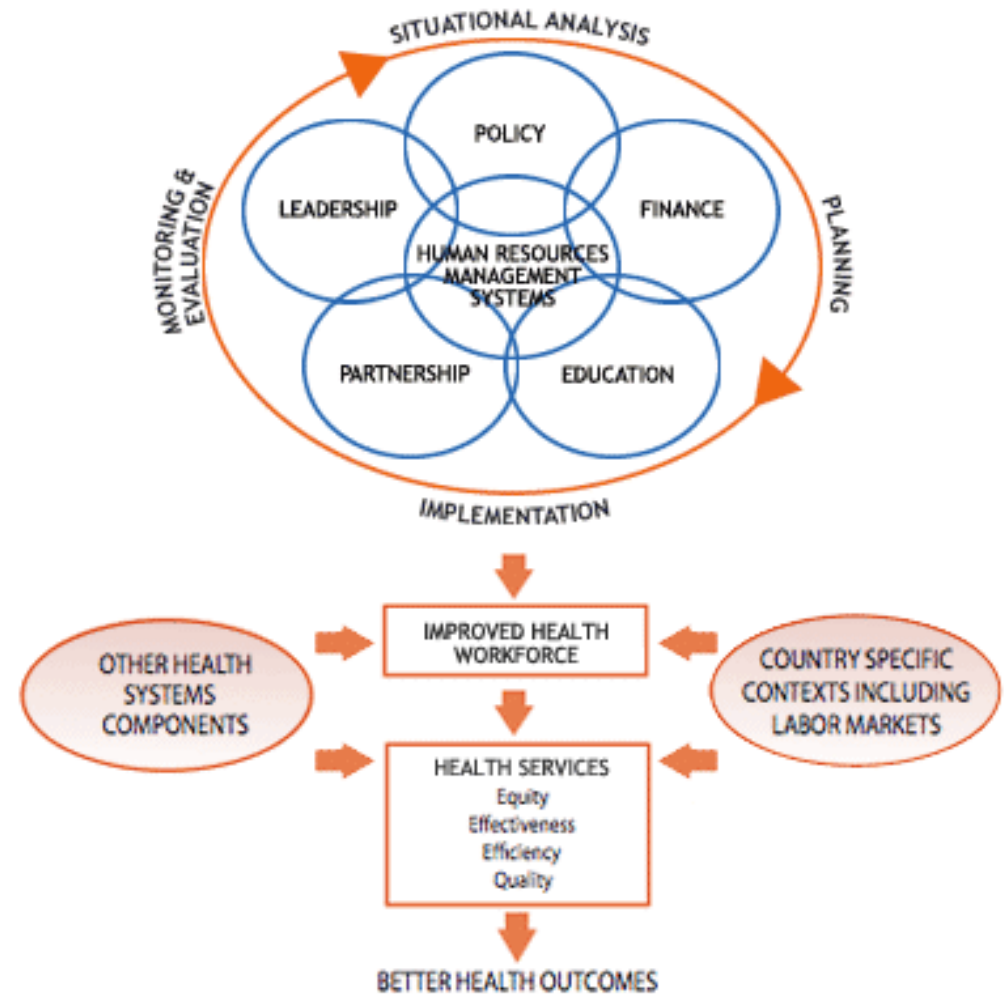 SITUATIONAL ANALYSIS
POLICY
LEADERSHIP
FINANCE
MONITORING &
EVALUATION
PLANNING
HUMAN RESOURCES
MANAGEMENT
SYSTEMS
PARTNERSHIP
EDUCATION
IMPLEMENTATION
IMPROVED HEALTH
WORKFORCE
OTHER HEALTH
SYSTEMS
COMPONENTS
COUNTRY SPECIFIC
CONTEXTS INCLUDING
LABOR MARKETS
HEALTH SERVICES
Equity
Effectiveness
Efficiency
Quality
BETTER HEALTH OUTCOMES